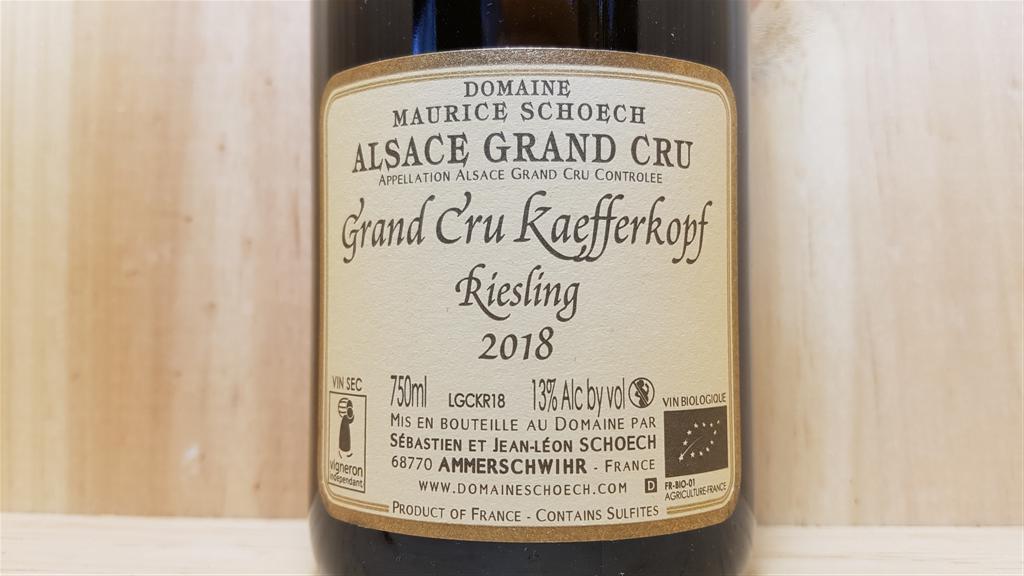 DOMAINE
MAURICE SCHOECH
ALSACE GRAND CRU
APPELLATION ALSACE GRAND CRU CONTROLEE
Grand Cru Kaefferkopf
Riesling
2018
VIN SEC
750ml LGCKR18 13% Alc by vol
VIN BIOLOGIQUE
MIS EN BOUTEILLE AU DOMAINE PAR
SÉBASTIEN ET JEAN-LÉON SCHOECH
68770 AMMERSCHWIHR - FRANCE
vigneron
indépendant
WWW.DOMAINESCHOECH.COM D
FR-BIO-01
AGRICULTURE-FRANCE
PRODUCT OF FRANCE - CONTAINS SULFITES